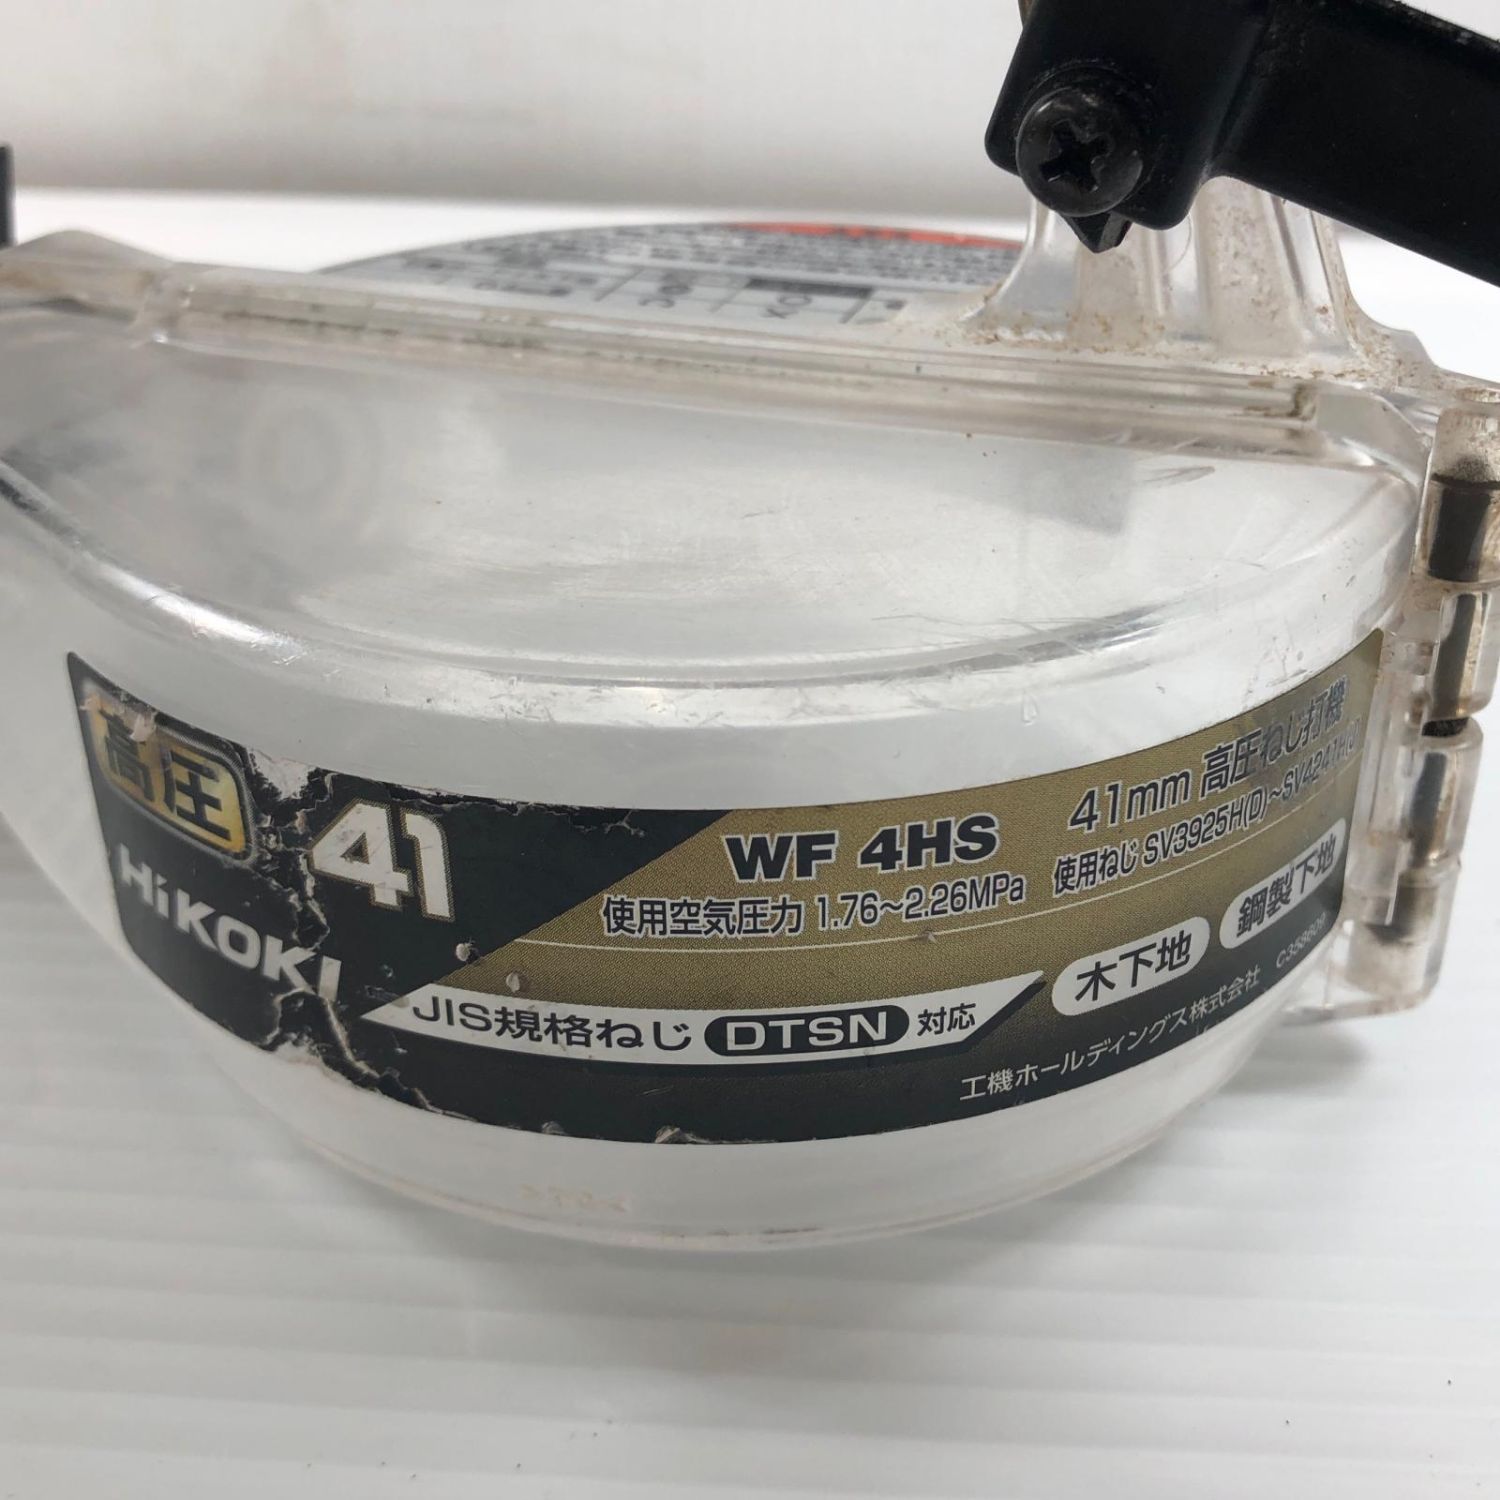 高圧
41
HiKOKI
WF 4HS
使用空気圧力 1.76~2.26MPa
41mm 高圧ねじ打機
使用ねじ SV3925H(D)~SV4241H(J)
JIS規格ねじ DTSN 対応
木下地
鋼製下地
工機ホールディングス株式会社 C358609